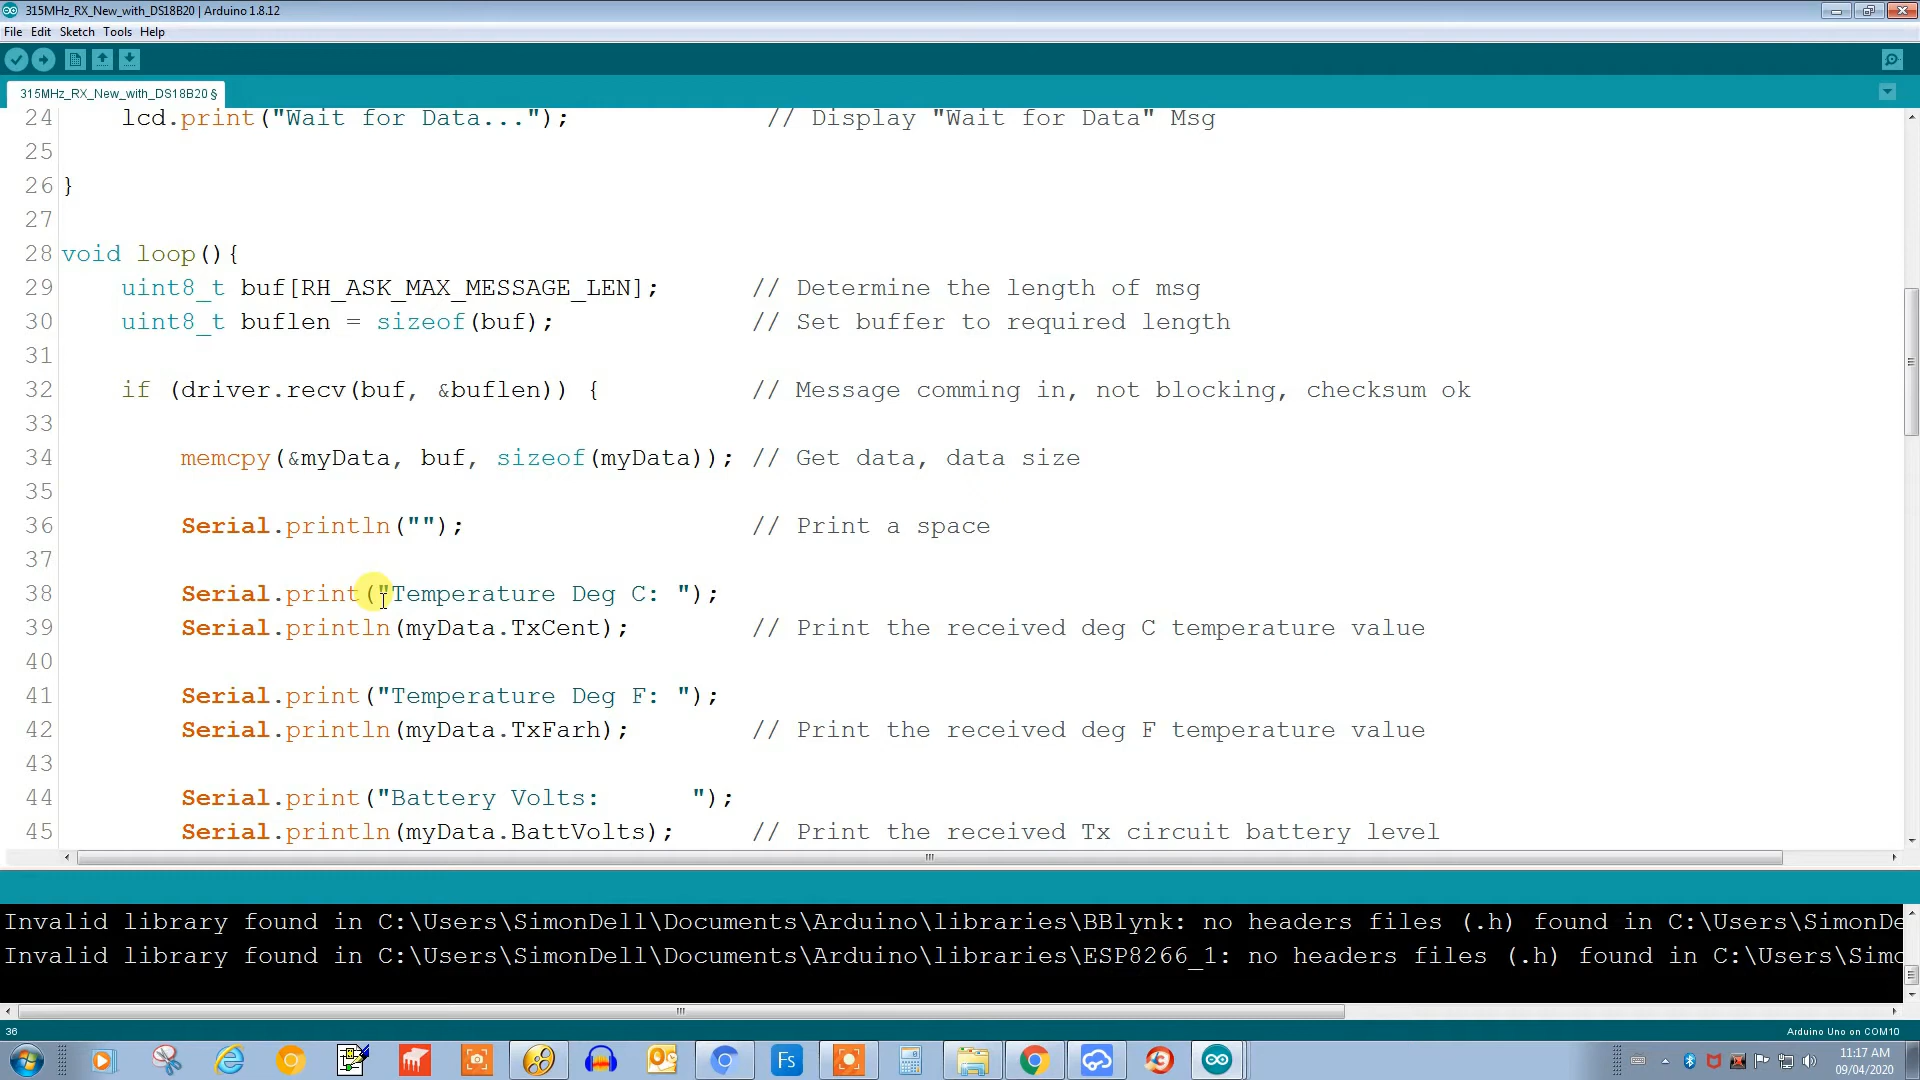 315MHz_RX_New_with_DS18B20 | Arduino 1.8.12
File Edit Sketch Tools Help
315MHz_RX_New_with_DS18B20 §
24 lcd.print("Wait for Data..."); // Display "Wait for Data" Msg
25
26 }
27
28 void loop(){
29 uint8_t buf[RH_ASK_MAX_MESSAGE_LEN]; // Determine the length of msg
30 uint8_t buflen = sizeof(buf); // Set buffer to required length
31
32 if (driver.recv(buf, &buflen)) { // Message comming in, not blocking, checksum ok
33
34 memcpy(&myData, buf, sizeof(myData)); // Get data, data size
35
36 Serial.println(""); // Print a space
37
38 Serial.print("Temperature Deg C: ");
39 Serial.println(myData.TxCent); // Print the received deg C temperature value
40
41 Serial.print("Temperature Deg F: ");
42 Serial.println(myData.TxFarh); // Print the received deg F temperature value
43
44 Serial.print("Battery Volts:      ");
45 Serial.println(myData.BattVolts); // Print the received Tx circuit battery level
Invalid library found in C:\Users\SimonDell\Documents\Arduino\libraries\BBlynk: no headers files (.h) found in C:\Users\SimonDe
Invalid library found in C:\Users\SimonDell\Documents\Arduino\libraries\ESP8266_1: no headers files (.h) found in C:\Users\Simo
36
Arduino Uno on COM10
Fs
11:17 AM
09/04/2020